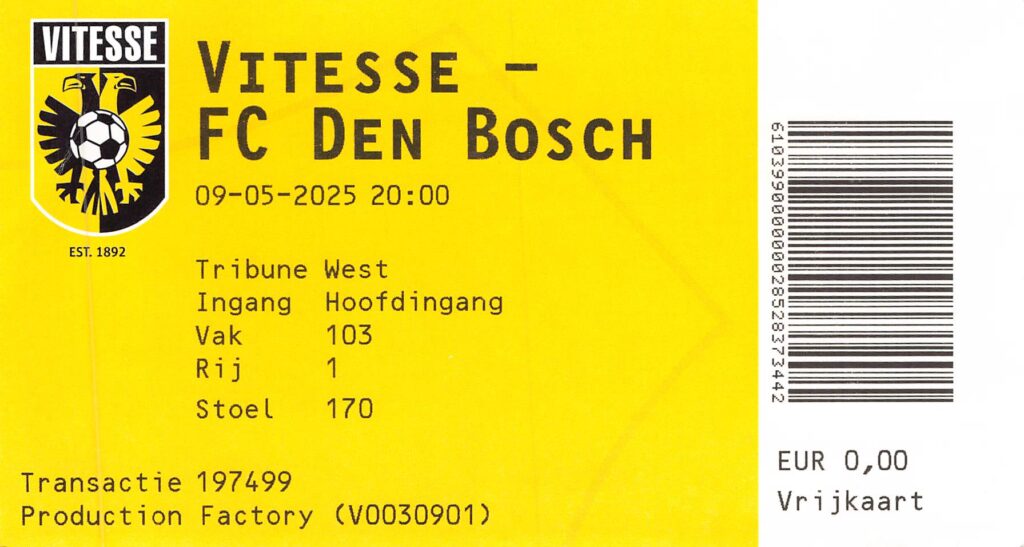 VITESSE
EST. 1892
Vitesse –
FC Den Bosch
09-05-2025 20:00
Tribune West
Ingang Hoofdingang
Vak 103
Rij 1
Stoel 170
Transactie 197499
Production Factory (V0030901)
EUR 0,00
Vrijkaart